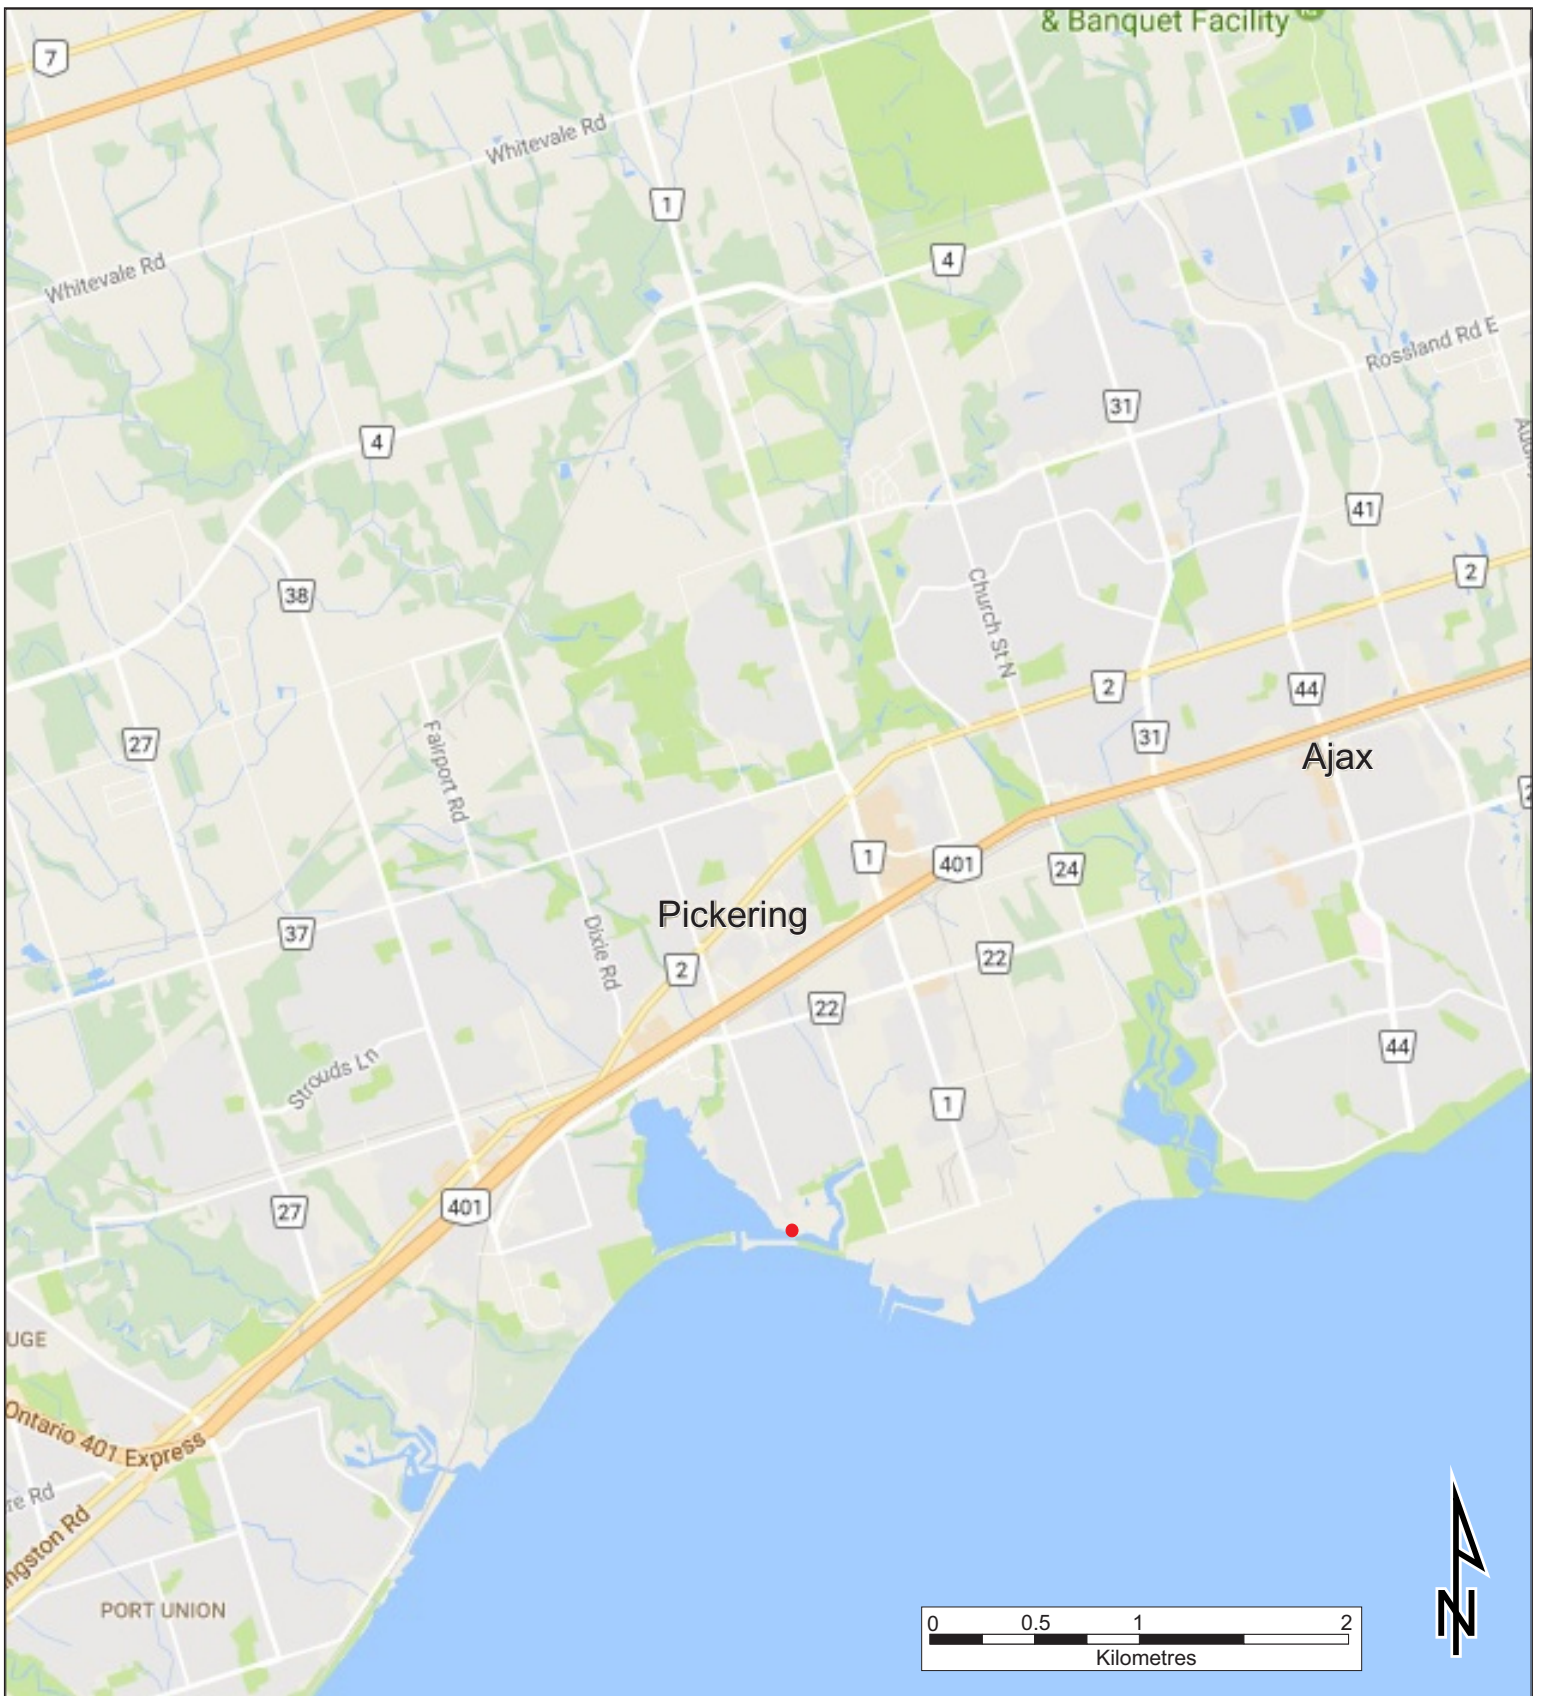 & Banquet Facility
7
Whitevale Rd
1
Whitevale Rd
4
Rossland Rd E
31
4
41
2
38
Church St N
2
44
31
27
Ajax
Fairport Rd
1
401
24
Pickering
37
Dixie Rd
22
2
22
44
Strouds Ln
1
401
27
UGE
Ontario 401 Express
re Rd
ngston Rd
PORT UNION
0 0.5 1 2
Kilometres
N